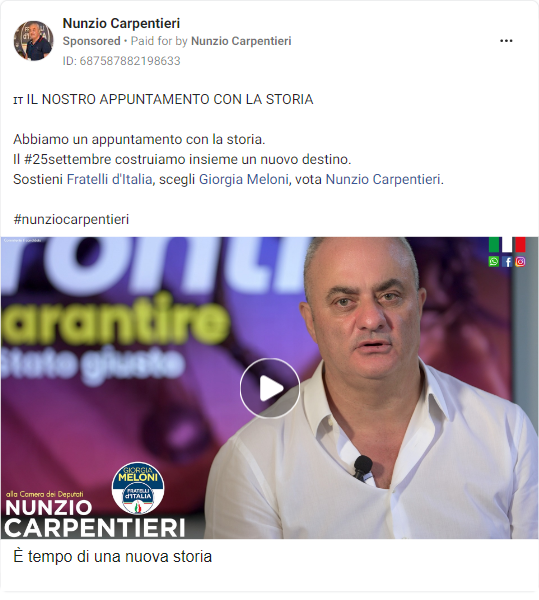 Nunzio Carpentieri
Sponsored • Paid for by Nunzio Carpentieri
ID: 687587882198633
IT IL NOSTRO APPUNTAMENTO CON LA STORIA
Abbiamo un appuntamento con la storia.
Il #25settembre costruiamo insieme un nuovo destino.
Sostieni Fratelli d'Italia, scegli Giorgia Meloni, vota Nunzio Carpentieri.
#nunziocarpentieri
ronti
arantire
Stato giusto
alla Camera dei Deputati
NUNZIO
CARPENTIERI
GIORGIA
MELONI
FRATELLI
d'ITALIA
È tempo di una nuova storia